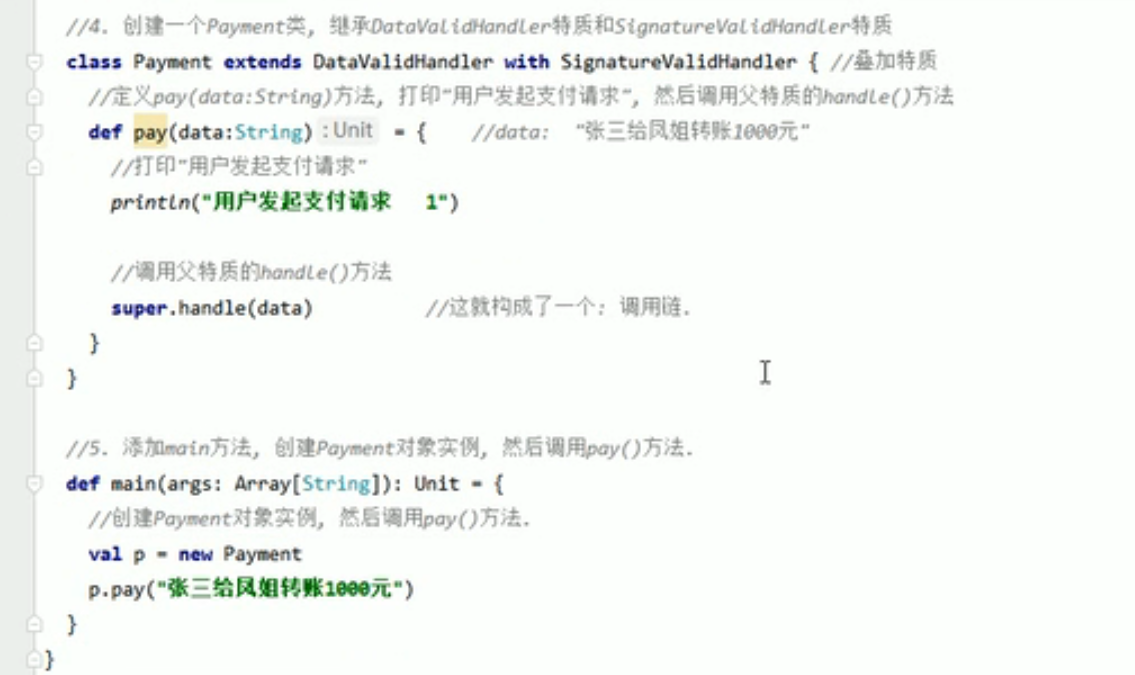 //4. 创建一个Payment类, 继承DataValidHandler特质和SignatureValidHandler特质
class Payment extends DataValidHandler with SignatureValidHandler { //叠加特质
//定义pay(data:String)方法, 打印"用户发起支付请求", 然后调用父特质的handle()方法
def pay(data:String) : Unit = { //data: "张三给凤姐转账1000元"
//打印"用户发起支付请求"
println("用户发起支付请求 1")
//调用父特质的handle()方法
super.handle(data) //这就构成了一个: 调用链.
}
}
//5. 添加main方法, 创建Payment对象实例, 然后调用pay()方法.
def main(args: Array[String]): Unit = {
//创建Payment对象实例, 然后调用pay()方法.
val p = new Payment
p.pay("张三给凤姐转账1000元")
}
}